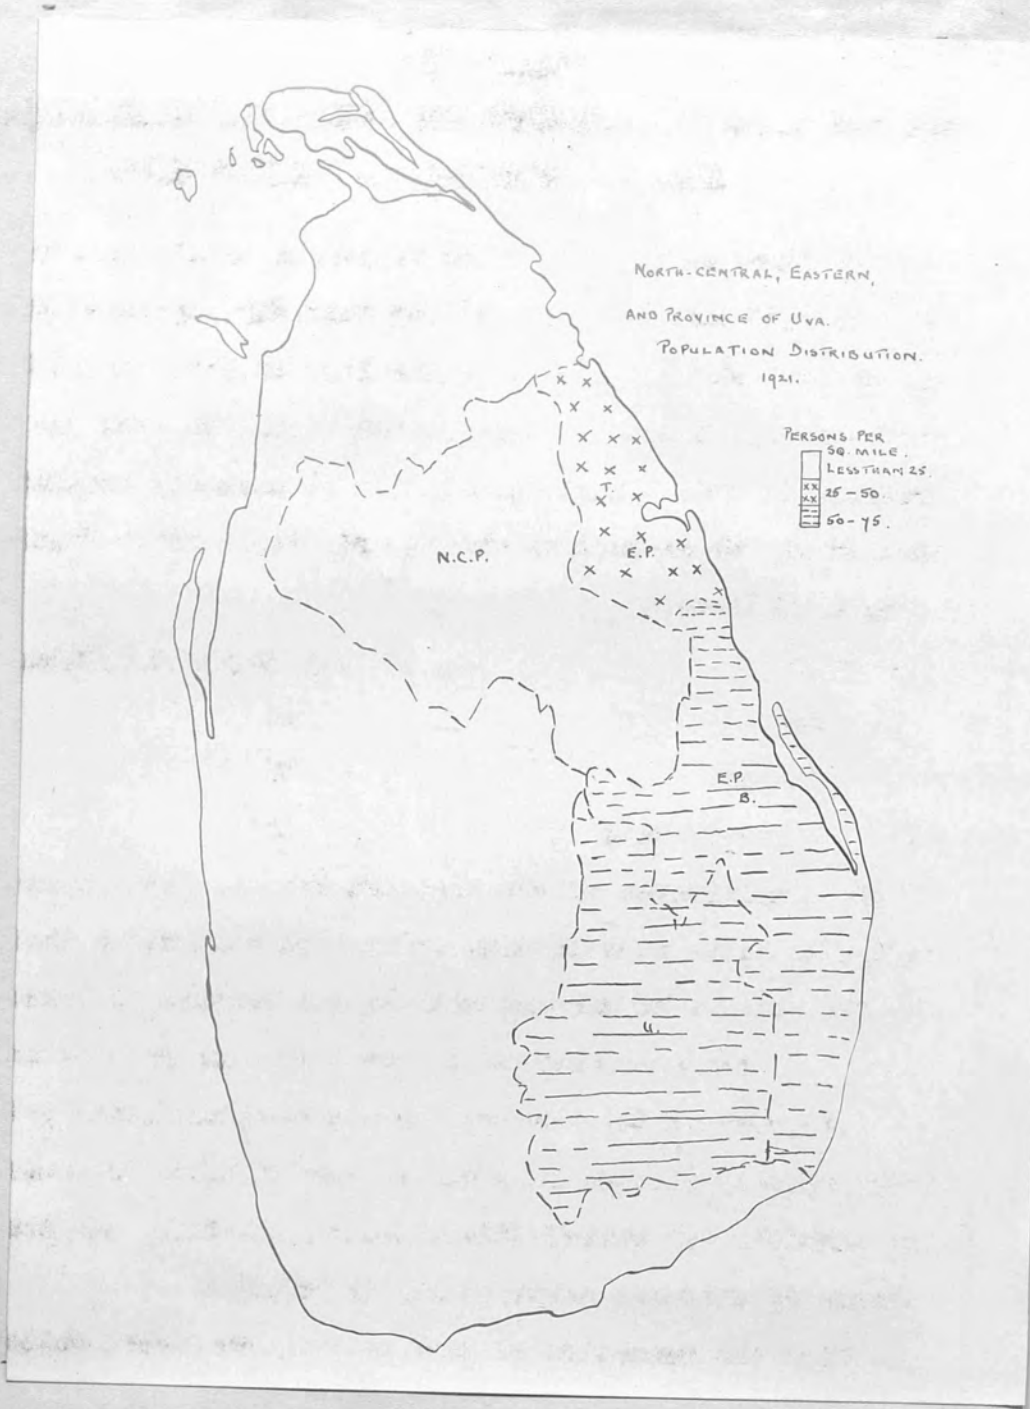 NORTH-CENTRAL, EASTERN,
AND PROVINCE OF UVA.
POPULATION DISTRIBUTION.
1921.
PERSONS PER
SQ. MILE.
LESS THAN 25.
25-50
50-75.
T.
N.C.P.
E.P.
E.P.
B.
U.